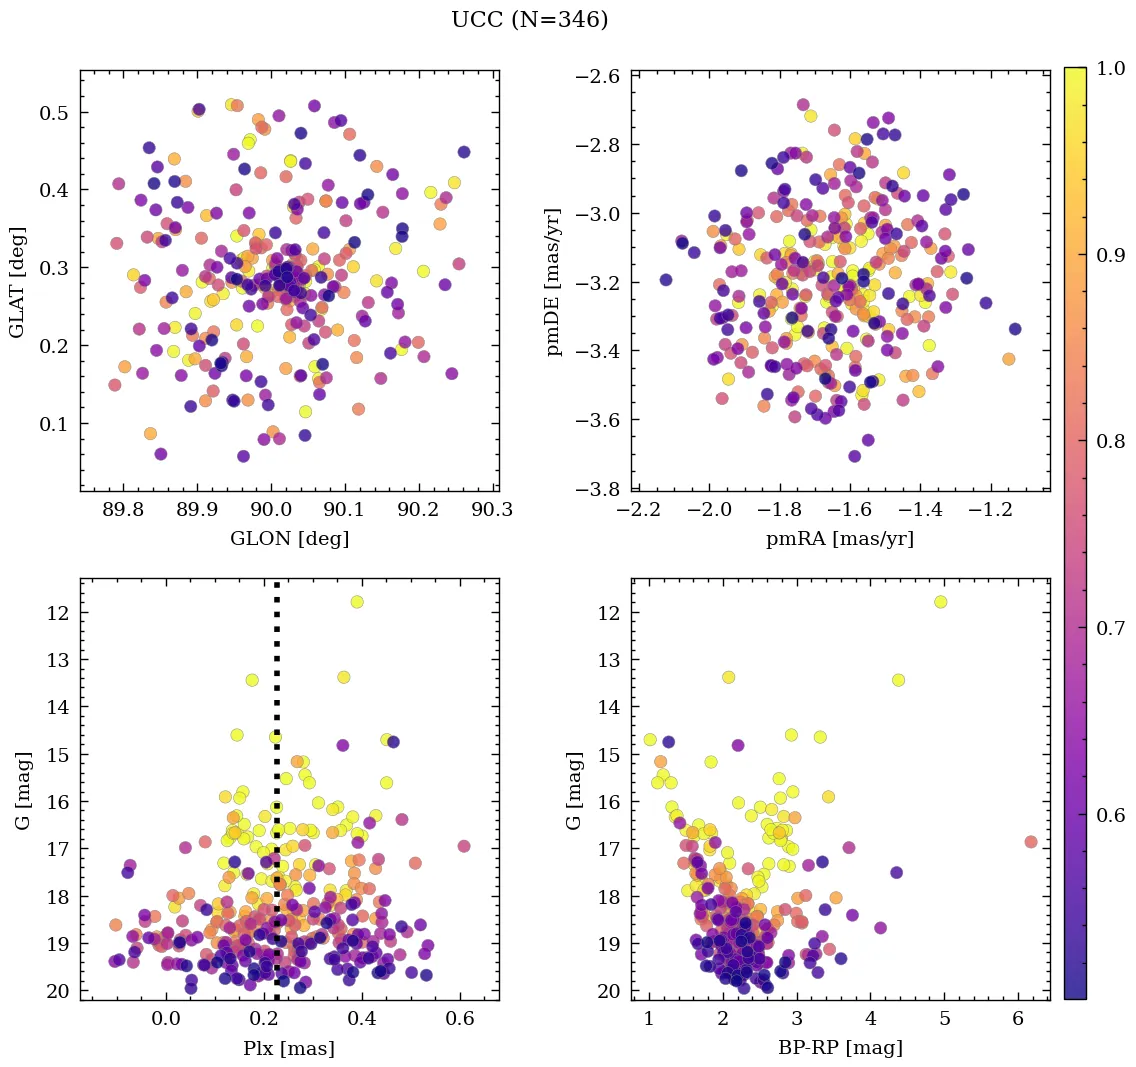 UCC (N=346)
0.5
0.4
0.3
0.2
0.1
GLAT [deg]
89.8 89.9 90.0 90.1 90.2 90.3
GLON [deg]
−2.6
−2.8
−3.0
−3.2
−3.4
−3.6
−3.8
pmDE [mas/yr]
−2.2 −2.0 −1.8 −1.6 −1.4 −1.2
pmRA [mas/yr]
1.0
0.9
0.8
0.7
0.6
12
13
14
15
16
17
18
19
20
G [mag]
0.0 0.2 0.4 0.6
Plx [mas]
12
13
14
15
16
17
18
19
20
G [mag]
1 2 3 4 5 6
BP-RP [mag]